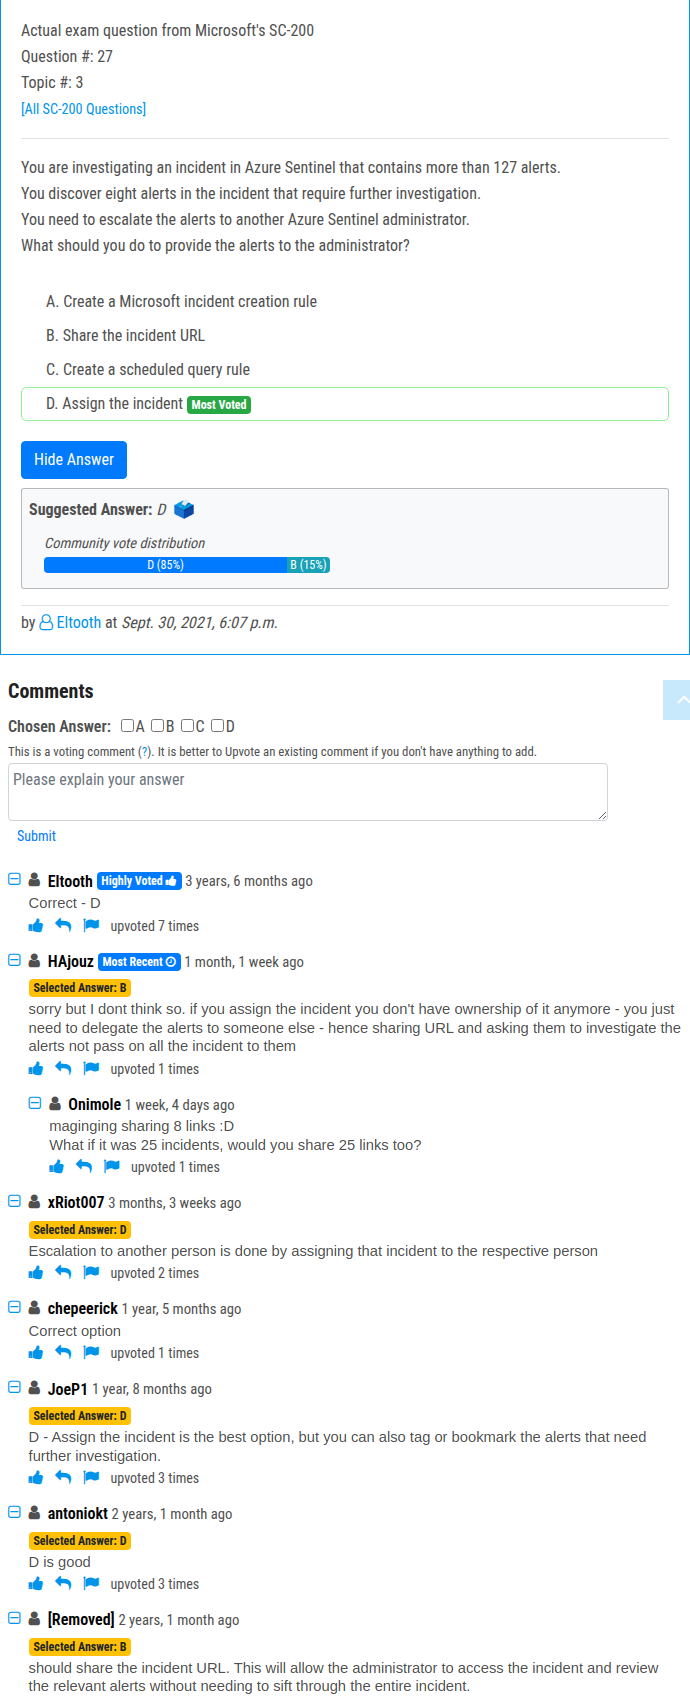 Actual exam question from Microsoft's SC-200
Question #: 27
Topic #: 3
[All SC-200 Questions]
You are investigating an incident in Azure Sentinel that contains more than 127 alerts.
You discover eight alerts in the incident that require further investigation.
You need to escalate the alerts to another Azure Sentinel administrator.
What should you do to provide the alerts to the administrator?
A. Create a Microsoft incident creation rule
B. Share the incident URL
C. Create a scheduled query rule
D. Assign the incident Most Voted
Hide Answer
Suggested Answer: D
Community vote distribution
D (85%) B (15%)
by Eltooth at Sept. 30, 2021, 6:07 p.m.
Comments
Chosen Answer: A B C D
This is a voting comment (?). It is better to Upvote an existing comment if you don't have anything to add.
Please explain your answer
Submit
Eltooth Highly Voted 3 years, 6 months ago
Correct - D
upvoted 7 times
HAjouz Most Recent 1 month, 1 week ago
Selected Answer: B
sorry but I dont think so. if you assign the incident you don't have ownership of it anymore - you just
need to delegate the alerts to someone else - hence sharing URL and asking them to investigate the
alerts not pass on all the incident to them
upvoted 1 times
Onimole 1 week, 4 days ago
maginging sharing 8 links :D
What if it was 25 incidents, would you share 25 links too?
upvoted 1 times
xRiot007 3 months, 3 weeks ago
Selected Answer: D
Escalation to another person is done by assigning that incident to the respective person
upvoted 2 times
chepeerick 1 year, 5 months ago
Correct option
upvoted 1 times
JoeP1 1 year, 8 months ago
Selected Answer: D
D - Assign the incident is the best option, but you can also tag or bookmark the alerts that need
further investigation.
upvoted 3 times
antoniokt 2 years, 1 month ago
Selected Answer: D
D is good
upvoted 3 times
[Removed] 2 years, 1 month ago
Selected Answer: B
should share the incident URL. This will allow the administrator to access the incident and review
the relevant alerts without needing to sift through the entire incident.